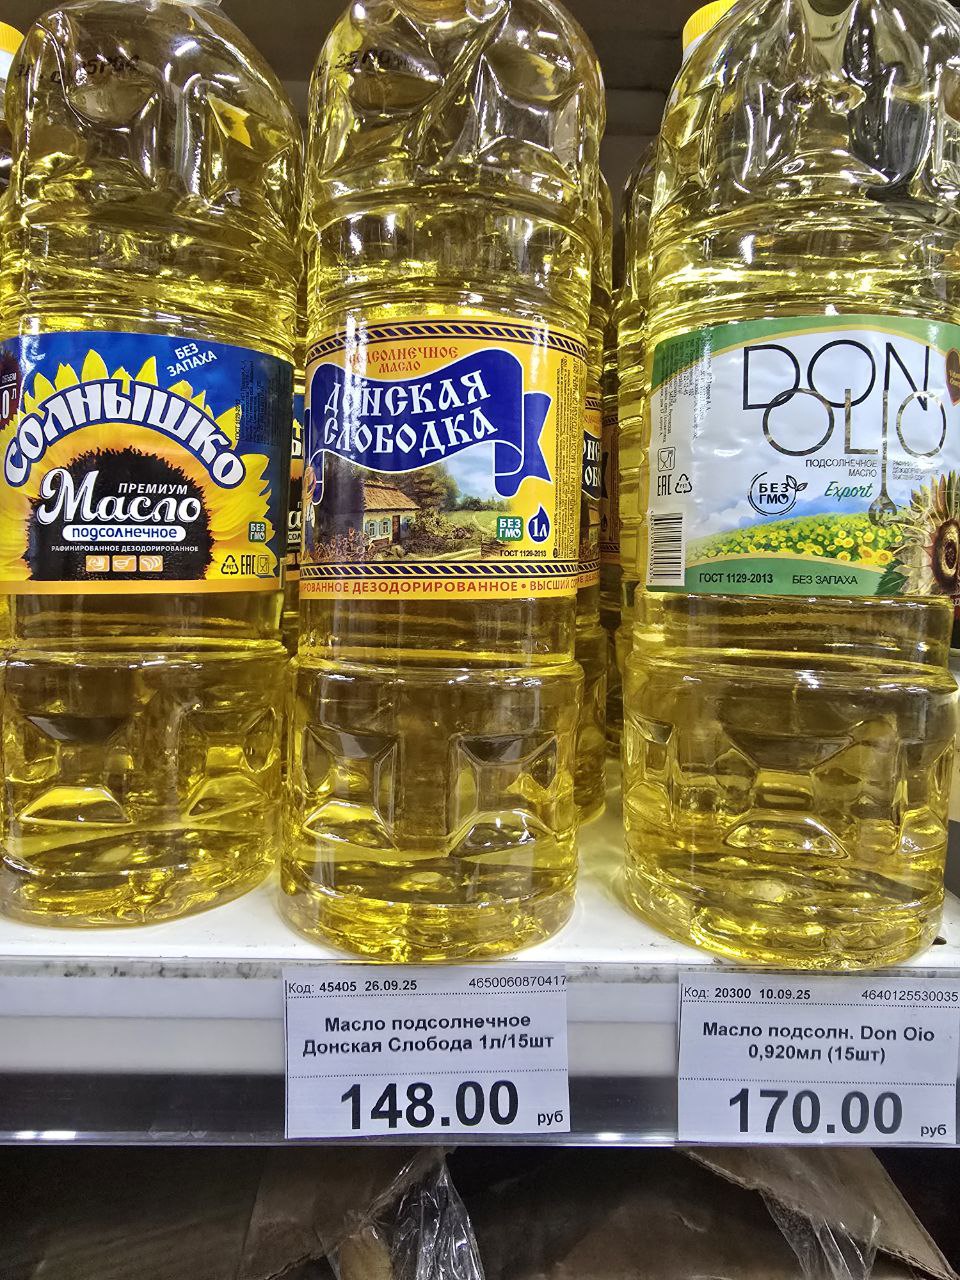 БЕЗ
ЗАПАХА
СОЛНЫШКО
ПРЕМИУМ
Масло
подсолнечное
РАФИНИРОВАННОЕ ДЕЗОДОРИРОВАННОЕ
БЕЗ
ГМО
EAC
ПОДСОЛНЕЧНОЕ
МАСЛО
ДОНСКАЯ
СЛОБОДКА
БЕЗ
ГМО
1л
ГОСТ 1129-2013
ДЕЗОДОРИРОВАННОЕ • ВЫСШИЙ
DON
OLIO
ПОДСОЛНЕЧНОЕ
МАСЛО
БЕЗ
ГМО
Export
EAC
ГОСТ 1129-2013 БЕЗ ЗАПАХА
Код: 45405 26.09.25 4650060870417
Масло подсолнечное
Донская Слобода 1л/15шт
148.00 руб
Код: 20300 10.09.25 4640125530035
Масло подсолн. Don Oio
0,920мл (15шт)
170.00 руб